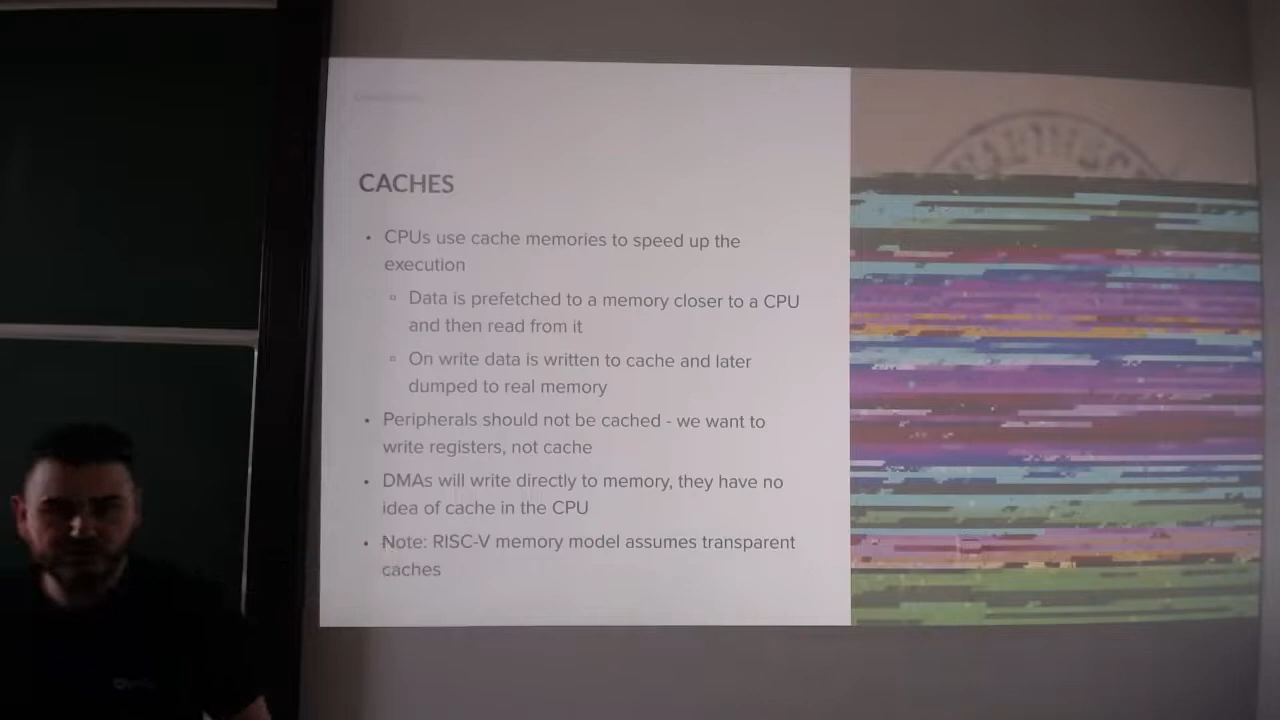 CACHES
• CPUs use cache memories to speed up the
execution
▫ Data is prefetched to a memory closer to a CPU
and then read from it
▫ On write data is written to cache and later
dumped to real memory
• Peripherals should not be cached - we want to
write registers, not cache
• DMAs will write directly to memory, they have no
idea of cache in the CPU
• Note: RISC-V memory model assumes transparent
caches